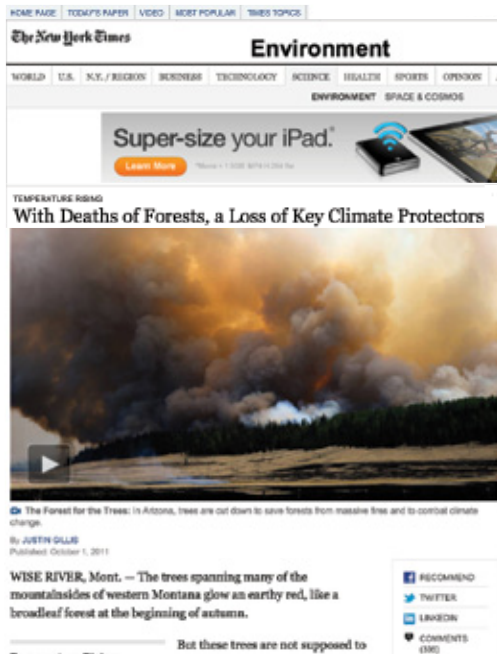 HOME PAGE TODAY'S PAPER VIDEO MOST POPULAR TIMES TOPICS
The New York Times
Environment
WORLD U.S. N.Y. / REGION BUSINESS TECHNOLOGY SCIENCE HEALTH SPORTS OPINION
ENVIRONMENT SPACE & COSMOS
Super-size your iPad.
Learn More
TEMPERATURE RISING
With Deaths of Forests, a Loss of Key Climate Protectors
The Forest for the Trees: In Arizona, trees are cut down to save forests from massive fires and to combat climate
change.
By JUSTIN GILLIS
Published: October 1, 2011
WISE RIVER, Mont. — The trees spanning many of the
mountainsides of western Montana glow an earthy red, like a
broadleaf forest at the beginning of autumn.
But these trees are not supposed to
RECOMMEND
TWITTER
LINKEDIN
COMMENTS